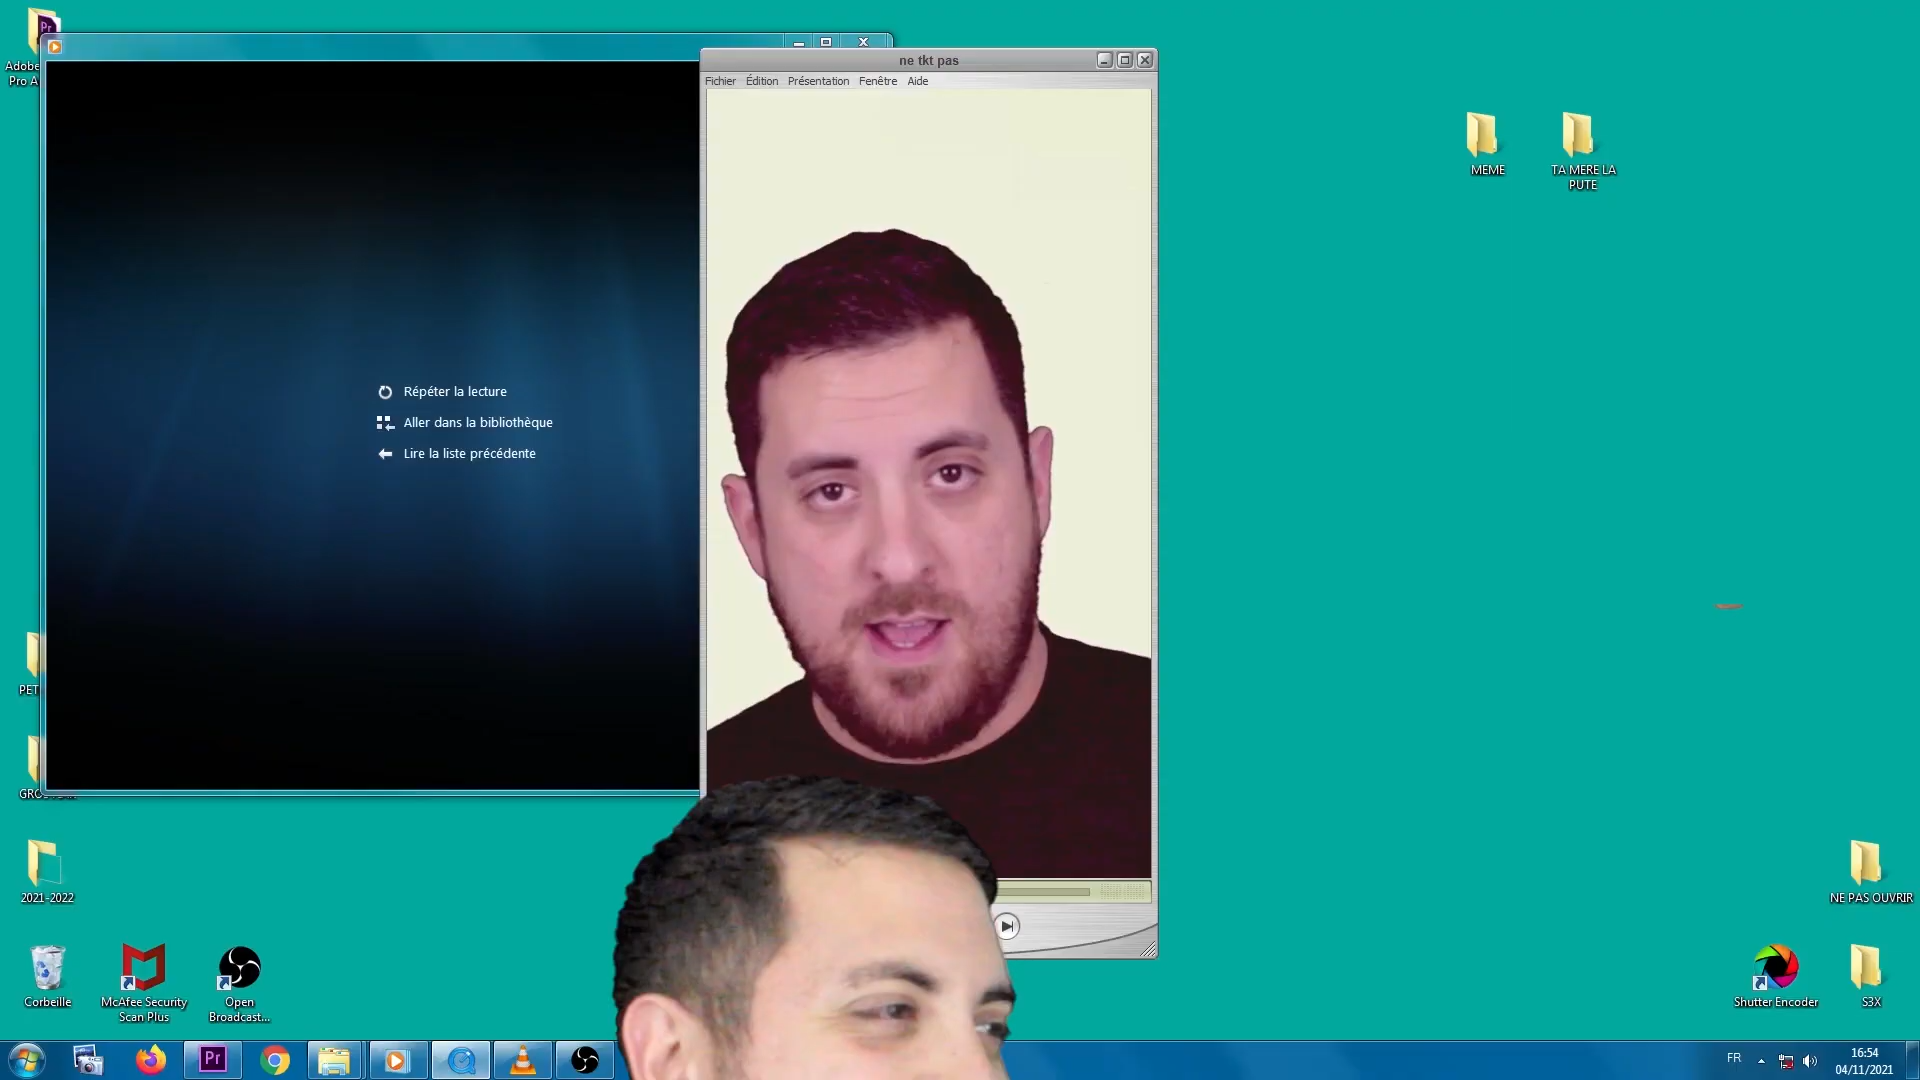 Pr
Adobe
Pro A
ne tkt pas
Fichier Édition Présentation Fenêtre Aide
MEME
TA MERE LA
PUTE
Répéter la lecture
Aller dans la bibliothèque
Lire la liste précédente
PET
2021-2022
NE PAS OUVRIR
Corbeille
McAfee Security
Scan Plus
Open
Broadcast...
Shutter Encoder
S3X
Pr
FR
16:54
04/11/2021